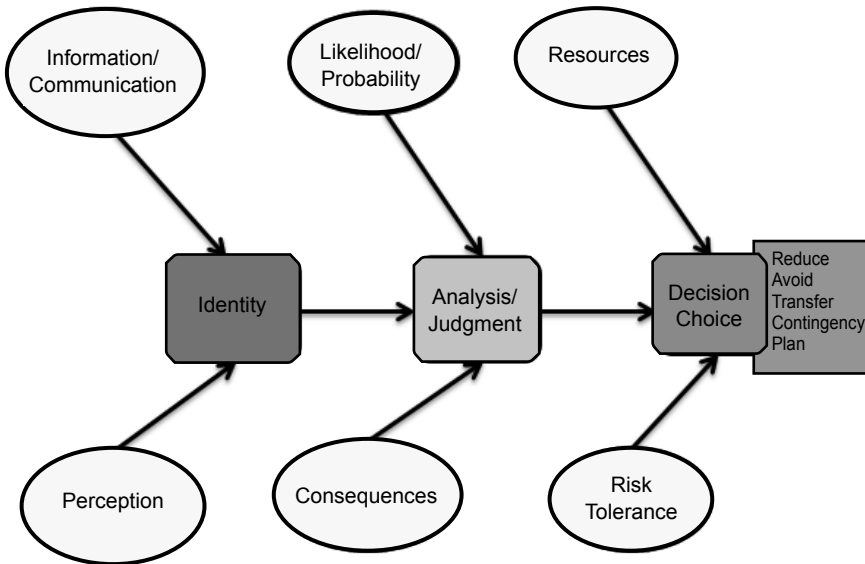 Information/
Communication
Likelihood/
Probability
Resources
Identity
Analysis/
Judgment
Decision
Choice
Reduce
Avoid
Transfer
Contingency
Plan
Perception
Consequences
Risk
Tolerance